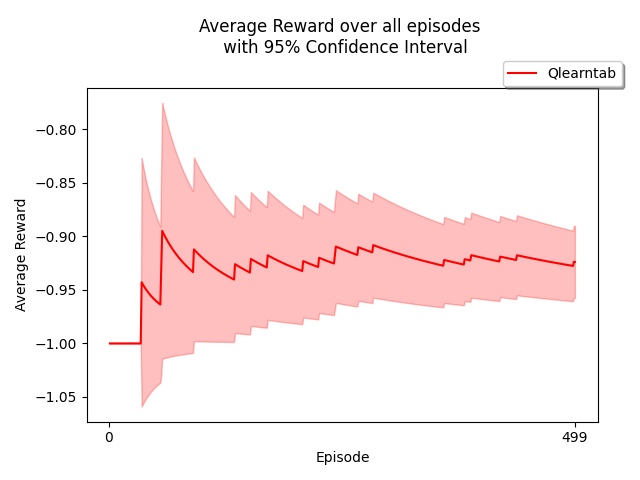 Average Reward over all episodes
with 95% Confidence Interval
Qlearntab
−0.80
−0.85
−0.90
−0.95
−1.00
−1.05
Average Reward
0
499
Episode